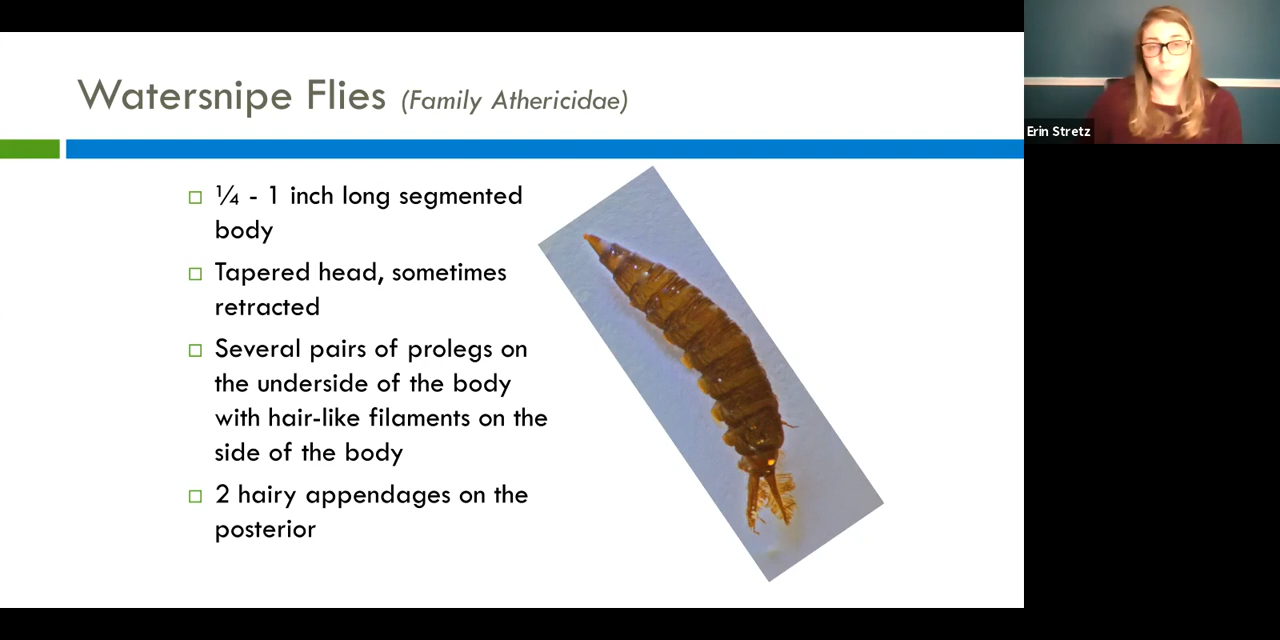 Watersnipe Flies (Family Athericidae)
¼ - 1 inch long segmented
body
Tapered head, sometimes
retracted
Several pairs of prolegs on
the underside of the body
with hair-like filaments on the
side of the body
2 hairy appendages on the
posterior
Erin Stretz